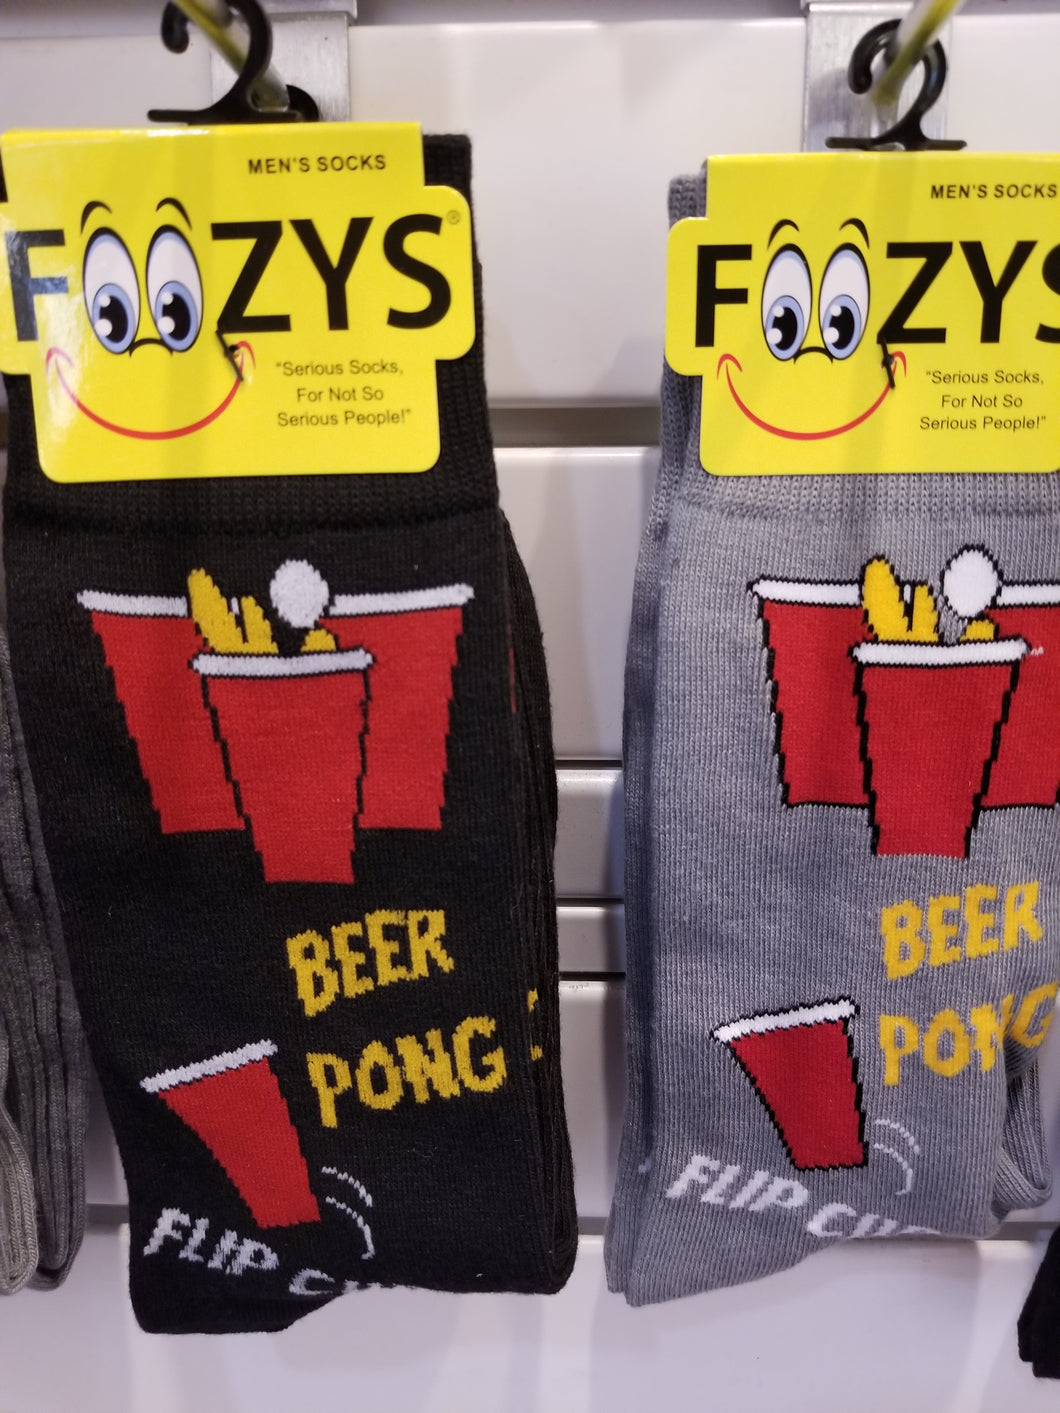 MEN'S SOCKS
FOOZYS®
"Serious Socks,
For Not So
Serious People!"
BEER
PONG
FLIP
MEN'S SOCKS
FOOZYS
"Serious Socks,
For Not So
Serious People!"
BEER
PONG
FLIP